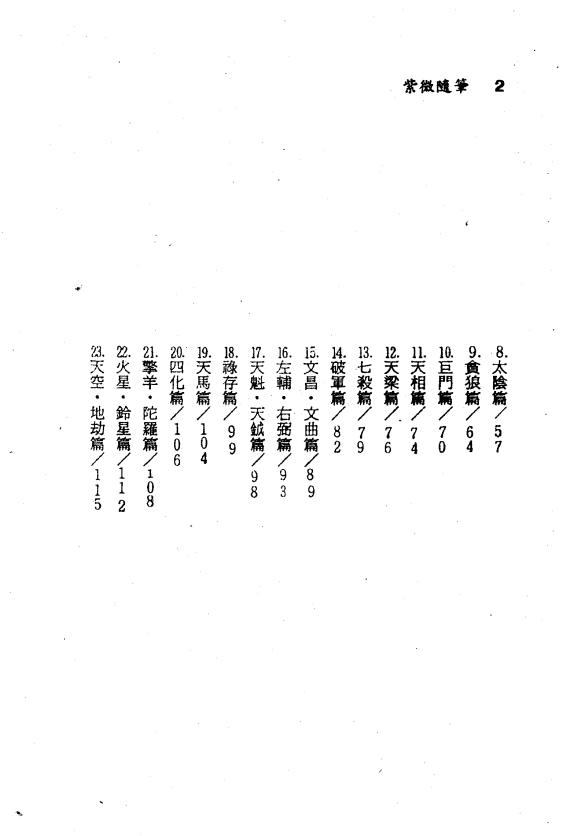 紫微隨筆 2
8.太陰篇/57
9.貪狼篇/64
10.巨門篇/70
11.天相篇/74
12.天梁篇/76
13.七殺篇/79
14.破軍篇/82
15.文昌・文曲篇/89
16.左輔・右弼篇/93
17.天魁・天鉞篇/98
18.祿存篇/99
19.天馬篇/104
20.四化篇/106
21.擎羊・陀羅篇/108
22.火星・鈴星篇/112
23.天空・地劫篇/115